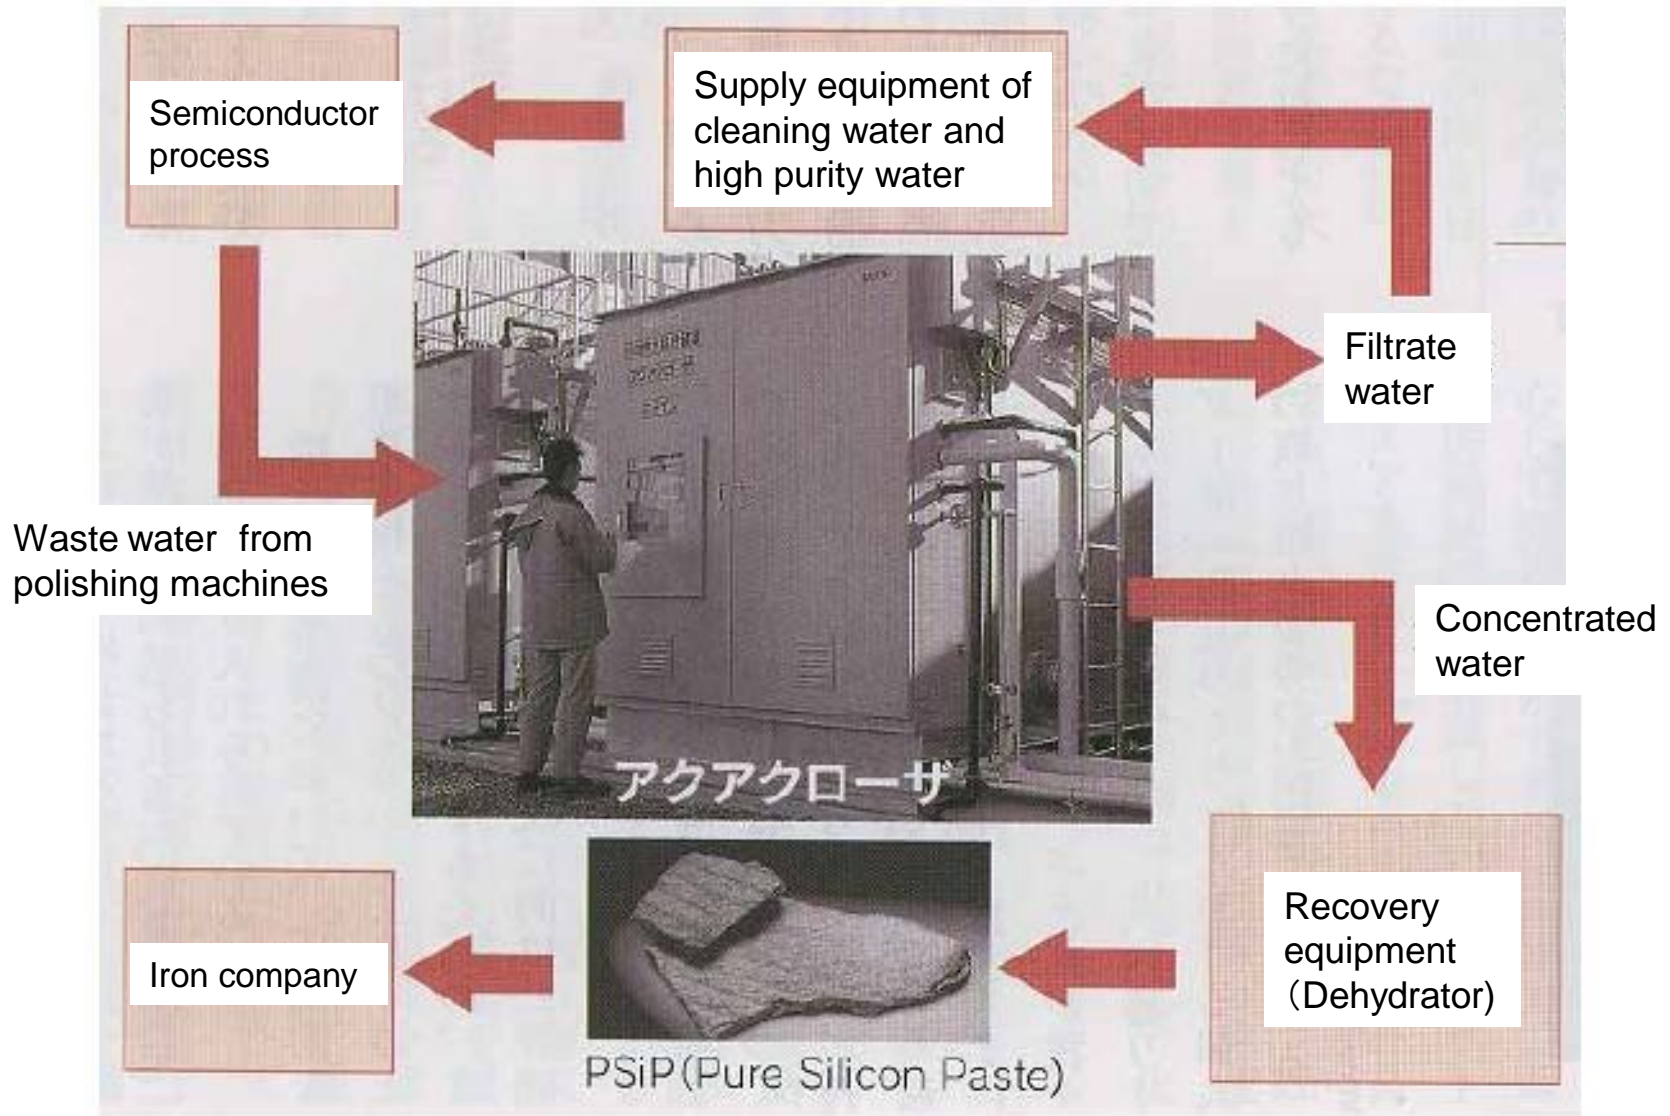 Semiconductor
process
Supply equipment of
cleaning water and
high purity water
Filtrate
water
Waste water from
polishing machines
Concentrated
water
アクアクローサ
Recovery
equipment
（Dehydrator)
Iron company
PSiP(Pure Silicon Paste)